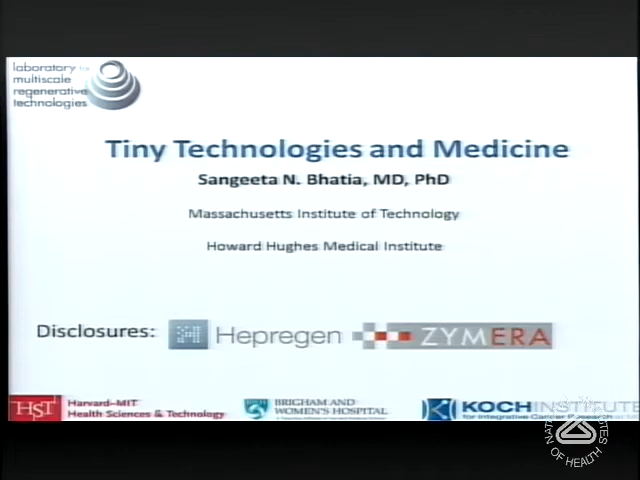 laboratory for
multiscale
regenerative
technologies
Tiny Technologies and Medicine
Sangeeta N. Bhatia, MD, PhD
Massachusetts Institute of Technology
Howard Hughes Medical Institute
Disclosures:
Hepregen
ZYMERA
HST
Harvard–MIT
Health Sciences & Technology
BRIGHAM AND
WOMEN'S HOSPITAL
KOCH INSTITUTE
for Integrative Cancer Research
OF HEALTH